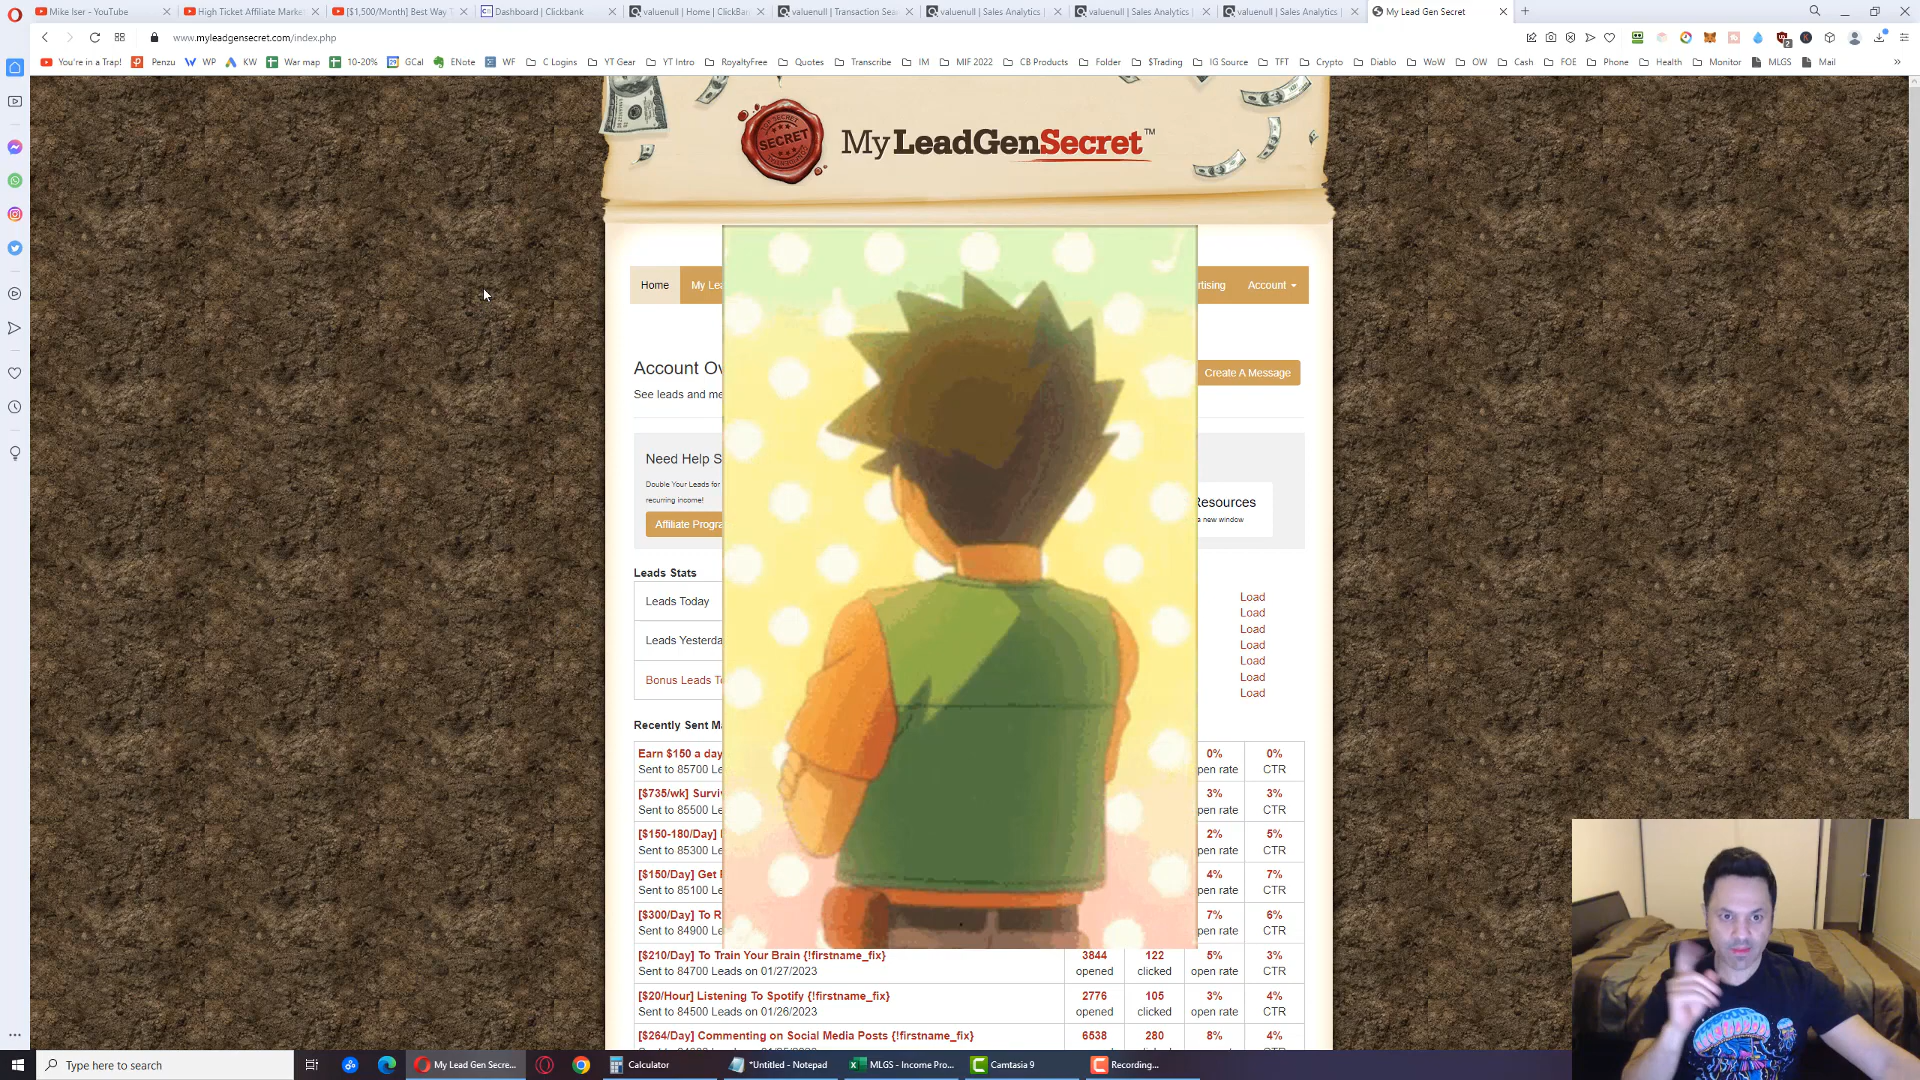 Mike Iser - YouTube
High Ticket Affiliate Marke
[$1,500/Month] Best Way T
Dashboard | Clickbank
valuenull | Home | ClickBan
valuenull | Transaction Sea
valuenull | Sales Analytics |
valuenull | Sales Analytics |
valuenull | Sales Analytics |
My Lead Gen Secret
www.myleadgensecret.com/index.php
You're in a Trap!
Penzu
WP
KW
War map
10-20%
GCal
ENote
WF
C Logins
YT Gear
YT Intro
RoyaltyFree
Quotes
Transcribe
IM
MIF 2022
CB Products
Folder
$Trading
IG Source
TFT
Crypto
Diablo
WoW
OW
Cash
FOE
Phone
Health
Monitor
MLGS
Mail
SECRET
MyLeadGenSecret™
Home
My Lea
rtising
Account
Account Ov
Create A Message
See leads and me
Need Help S
Double Your Leads for
recurring income!
Affiliate Progra
Resources
a new window
Leads Stats
Leads Today
Leads Yesterda
Bonus Leads To
Load
Load
Load
Load
Load
Load
Load
Recently Sent Ma
Earn $150 a day
Sent to 85700 Le
0%
pen rate
0%
CTR
[$735/wk] Surv
Sent to 85500 Le
3%
pen rate
3%
CTR
[$150-180/Day]
Sent to 85300 Le
2%
pen rate
5%
CTR
[$150/Day] Get
Sent to 85100 Le
4%
pen rate
7%
CTR
[$300/Day] To R
Sent to 84900 Le
7%
pen rate
6%
CTR
[$210/Day] To Train Your Brain {!firstname_fix}
Sent to 84700 Leads on 01/27/2023
3844
opened
122
clicked
5%
open rate
3%
CTR
[$20/Hour] Listening To Spotify {!firstname_fix}
Sent to 84500 Leads on 01/26/2023
2776
opened
105
clicked
3%
open rate
4%
CTR
[$264/Day] Commenting on Social Media Posts {!firstname_fix}
6538
280
8%
4%
Type here to search
My Lead Gen Secre...
Calculator
*Untitled - Notepad
MLGS - Income Pro...
Camtasia 9
Recording...